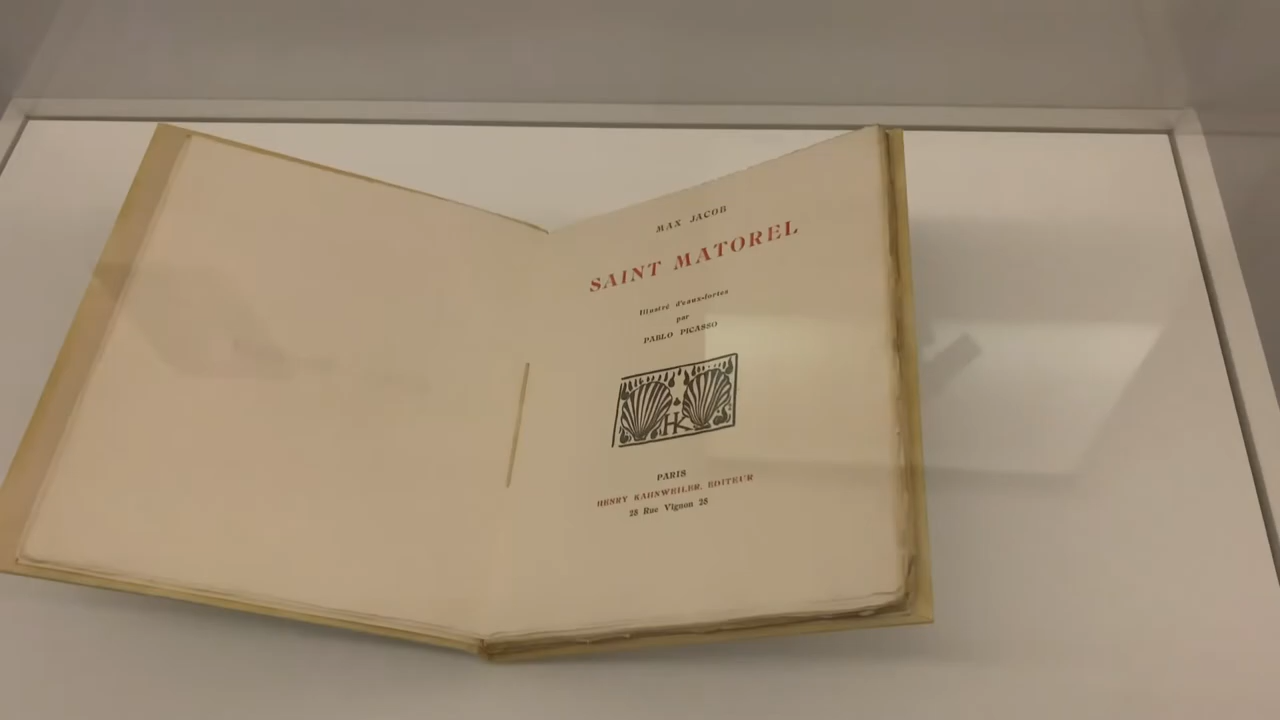 MAX JACOB
SAINT MATOREL
Illustré d'eaux-fortes
par
PABLO PICASSO
HK
PARIS
HENRY KAHNWEILER, EDITEUR
28 Rue Vignon 28